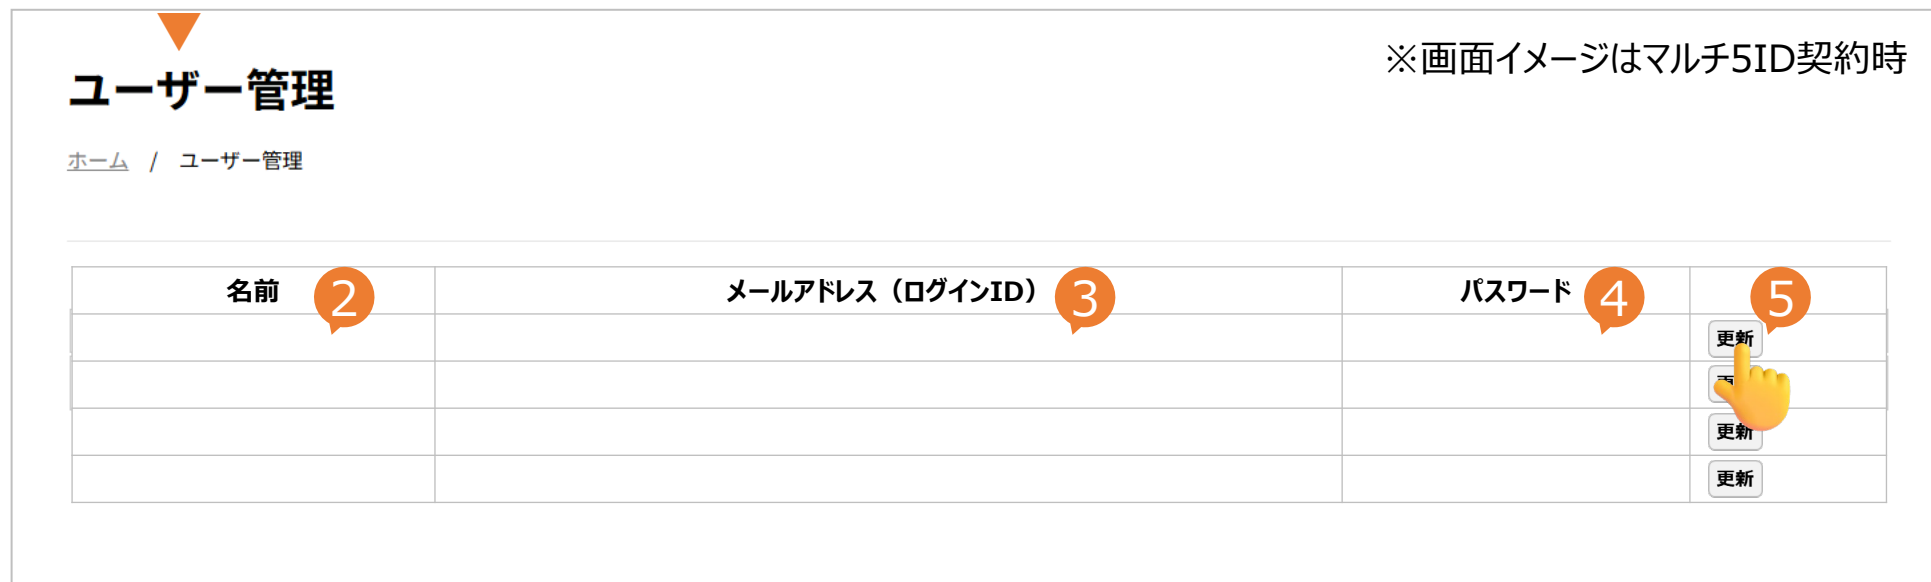 ※画面イメージはマルチ5ID契約時
ユーザー管理
ホーム / ユーザー管理
名前 2 メールアドレス（ログインID） 3 パスワード 4 5
更新
更新
更新